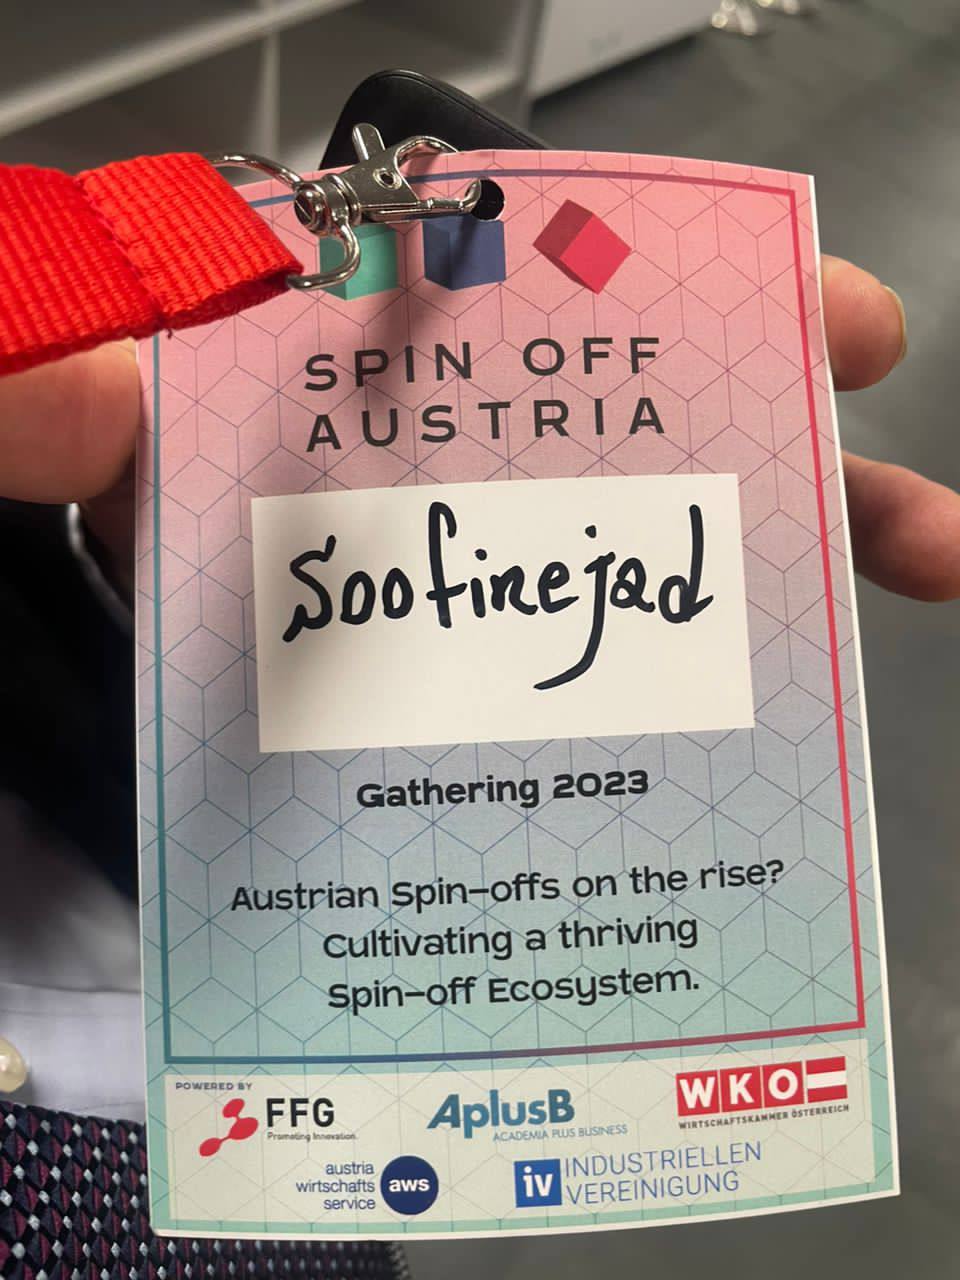 SPIN OFF
AUSTRIA
Soofinejad
Gathering 2023
Austrian Spin-offs on the rise?
Cultivating a thriving
Spin-off Ecosystem.
POWERED BY
FFG
Promoting Innovation.
AplusB
ACADEMIA PLUS BUSINESS
WKO
WIRTSCHAFTSKAMMER ÖSTERREICH
austria
wirtschafts
service
aws
iv
INDUSTRIELLEN
VEREINIGUNG